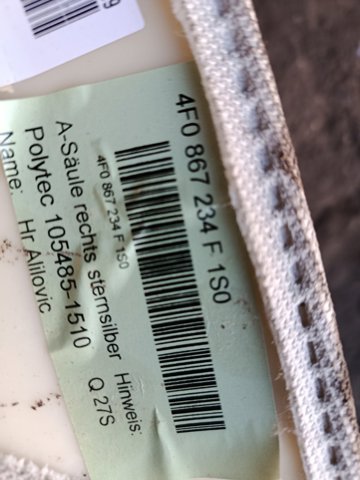 4F0 867 234 F 1S0
4F0 867 234 F 1S0
A-Säule rechts sternsilber Hinweis:
Polytec 105485-1510 Q 27S
Name: Hr Alilovic